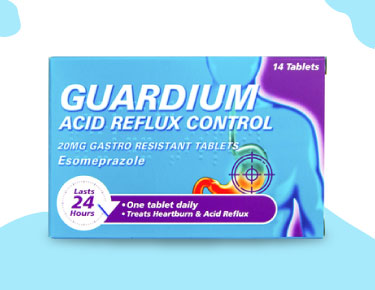 14 Tablets
GUARDIUM
ACID REFLUX CONTROL
20MG GASTRO RESISTANT TABLETS
Esomeprazole
Lasts
24
Hours
• One tablet daily
• Treats Heartburn & Acid Reflux